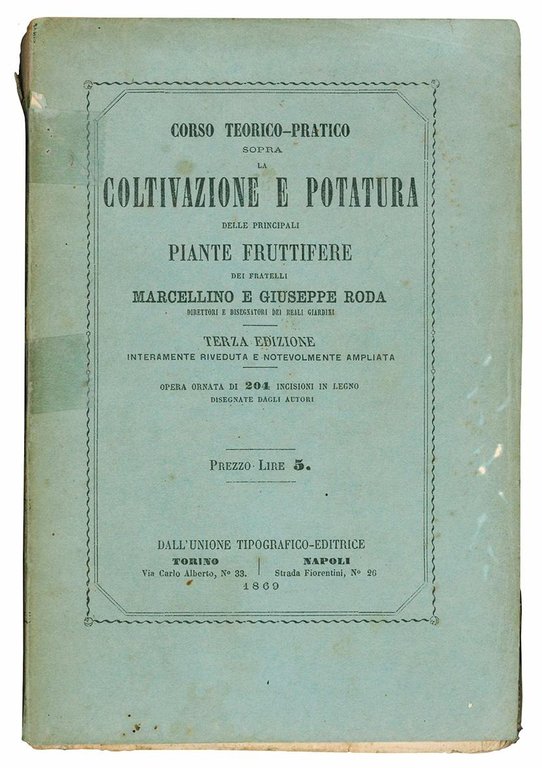 CORSO TEORICO-PRATICO
SOPRA
LA
COLTIVAZIONE E POTATURA
DELLE PRINCIPALI
PIANTE FRUTTIFERE
DEI FRATELLI
MARCELLINO E GIUSEPPE RODA
DIRETTORI E DISEGNATORI DEI REALI GIARDINI
TERZA EDIZIONE
INTERAMENTE RIVEDUTA E NOTEVOLMENTE AMPLIATA
OPERA ORNATA DI 204 INCISIONI IN LEGNO
DISEGNATE DAGLI AUTORI
PREZZO LIRE 5.
DALL'UNIONE TIPOGRAFICO-EDITRICE
TORINO | NAPOLI
Via Carlo Alberto, Nº 33. Strada Fiorentini, Nº 26
1869